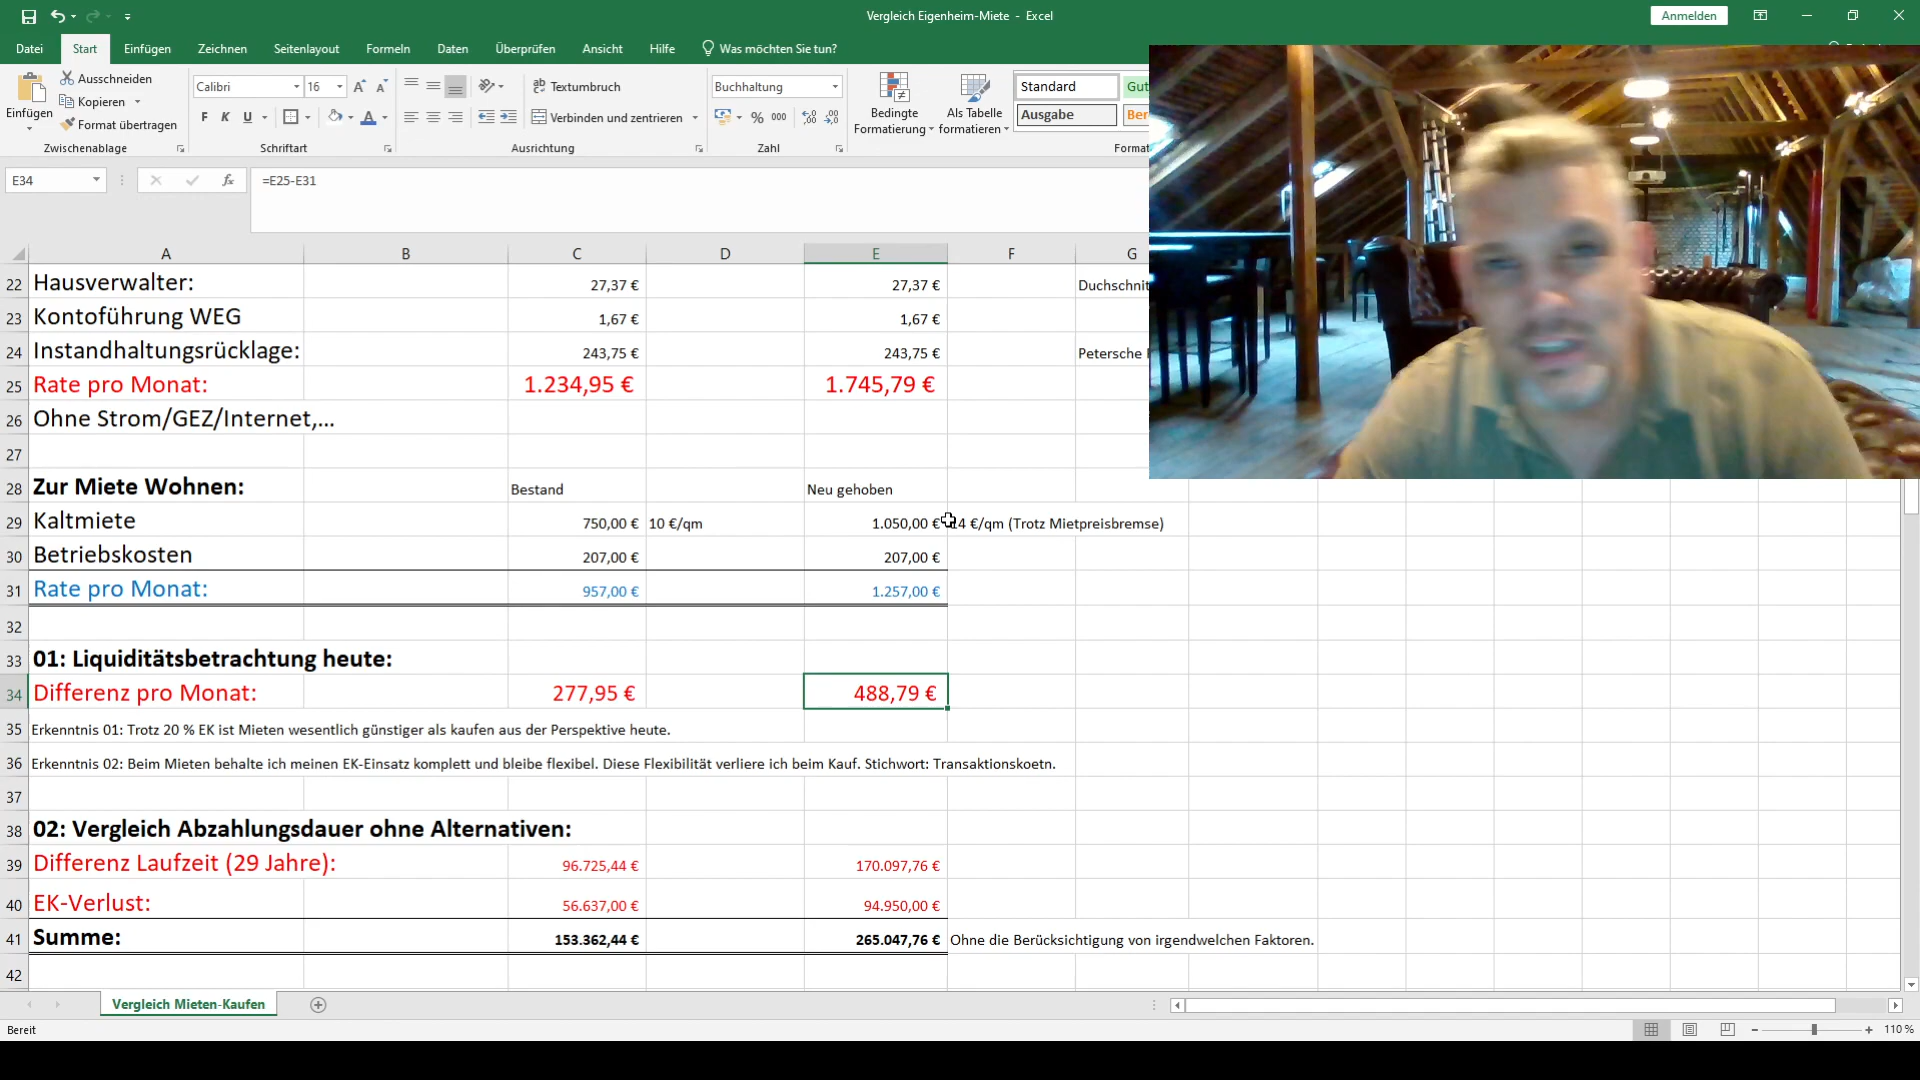 Vergleich Eigenheim-Miete - Excel
Anmelden
Datei Start Einfügen Zeichnen Seitenlayout Formeln Daten Überprüfen Ansicht Hilfe Was möchten Sie tun?
Einfügen
Ausschneiden
Kopieren
Format übertragen
Zwischenablage
Calibri 16
F K U
Schriftart
Textumbruch
Verbinden und zentrieren
Ausrichtung
Buchhaltung
% 000
Zahl
Bedingte Formatierung
Als Tabelle formatieren
Standard Gut
Ausgabe Ber
Format
E34 fx =E25-E31
A B C D E F G
22 Hausverwalter: 27,37 € 27,37 € Duchschnit
23 Kontoführung WEG 1,67 € 1,67 €
24 Instandhaltungsrücklage: 243,75 € 243,75 € Petersche
25 Rate pro Monat: 1.234,95 € 1.745,79 €
26 Ohne Strom/GEZ/Internet,...
27
28 Zur Miete Wohnen: Bestand Neu gehoben
29 Kaltmiete 750,00 € 10 €/qm 1.050,00 € 14 €/qm (Trotz Mietpreisbremse)
30 Betriebskosten 207,00 € 207,00 €
31 Rate pro Monat: 957,00 € 1.257,00 €
32
33 01: Liquiditätsbetrachtung heute:
34 Differenz pro Monat: 277,95 € 488,79 €
35 Erkenntnis 01: Trotz 20 % EK ist Mieten wesentlich günstiger als kaufen aus der Perspektive heute.
36 Erkenntnis 02: Beim Mieten behalte ich meinen EK-Einsatz komplett und bleibe flexibel. Diese Flexibilität verliere ich beim Kauf. Stichwort: Transaktionskoetn.
37
38 02: Vergleich Abzahlungsdauer ohne Alternativen:
39 Differenz Laufzeit (29 Jahre): 96.725,44 € 170.097,76 €
40 EK-Verlust: 56.637,00 € 94.950,00 €
41 Summe: 153.362,44 € 265.047,76 € Ohne die Berücksichtigung von irgendwelchen Faktoren.
42
Vergleich Mieten-Kaufen
Bereit
110 %